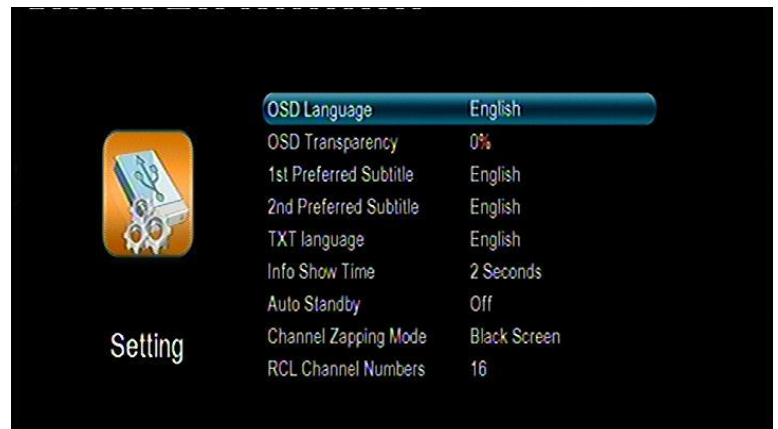 OSD Language English
OSD Transparency 0%
1st Preferred Subtitle English
2nd Preferred Subtitle English
TXT language English
Info Show Time 2 Seconds
Auto Standby Off
Channel Zapping Mode Black Screen
RCL Channel Numbers 16
Setting